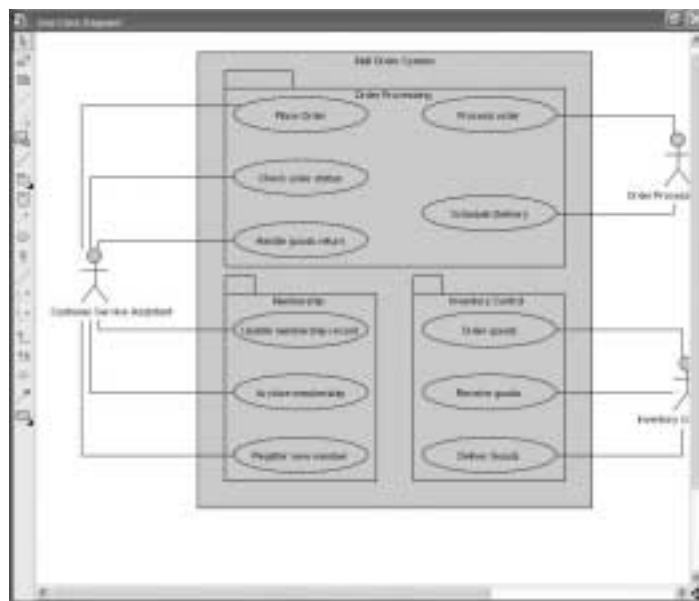 Use Case Diagram
Mail Order System
Order Processing
Place Order
Process order
Check order status
Order Process
Schedule Delivery
Handle goods return
Customer Service Assistant
Membership
Inventory Control
Update membership record
Order goods
membership
Receive goods
Inventory C
Register new member
Deliver Goods